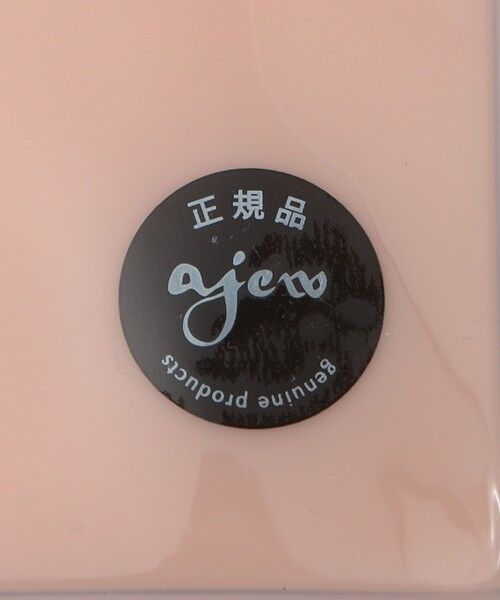 正規品
ajew
genuine products